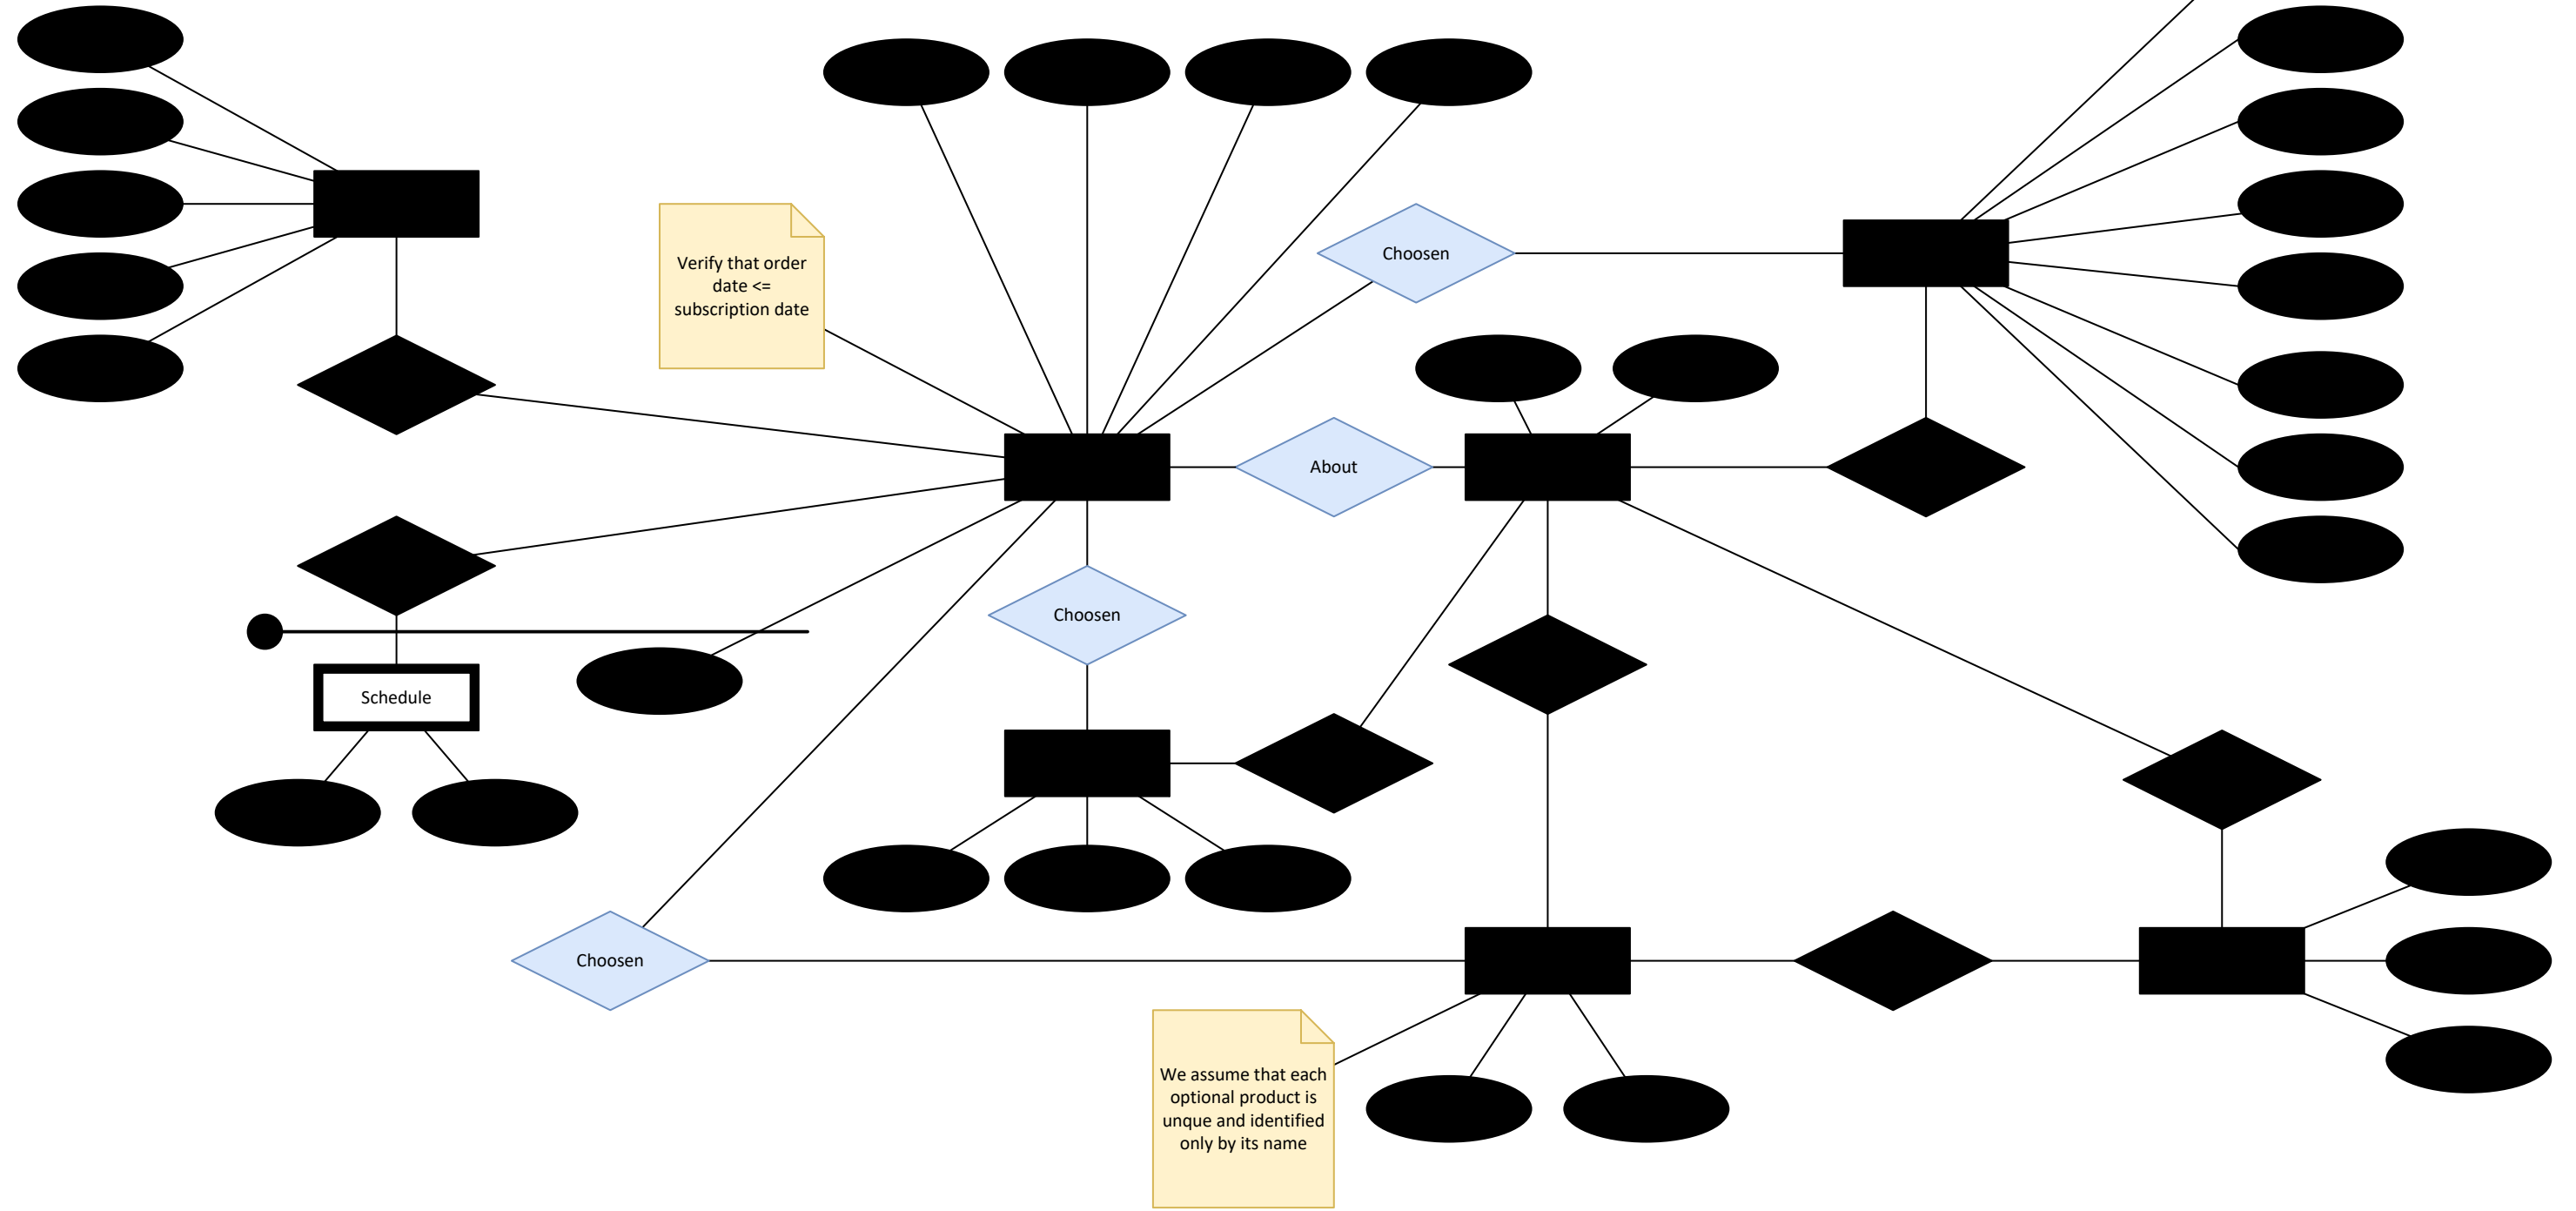 Verify that order
date <=
subscription date
Choosen
About
Choosen
Schedule
Choosen
We assume that each
optional product is
unque and identified
only by its name